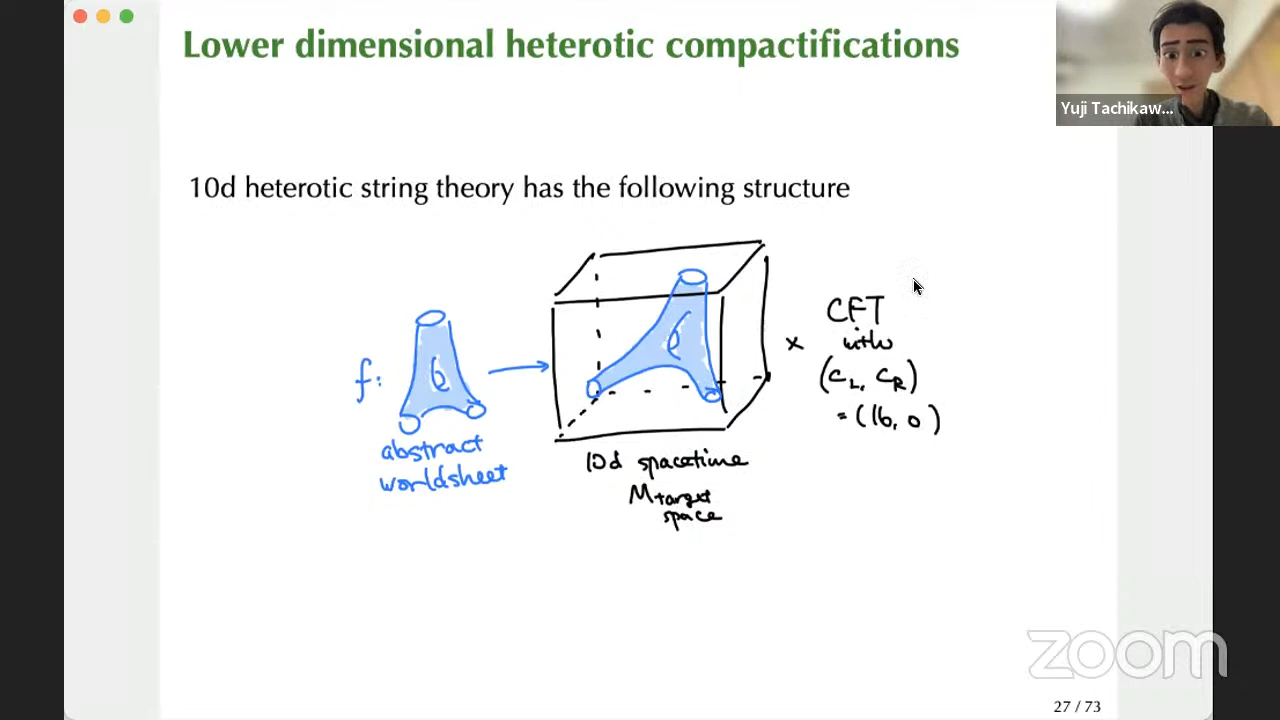 Lower dimensional heterotic compactifications
Yuji Tachikaw...
10d heterotic string theory has the following structure
f:
abstract
worldsheet
10d spacetime
M target
space
×
CFT
with
(cL, cR)
= (16, 0)
zoom
27 / 73